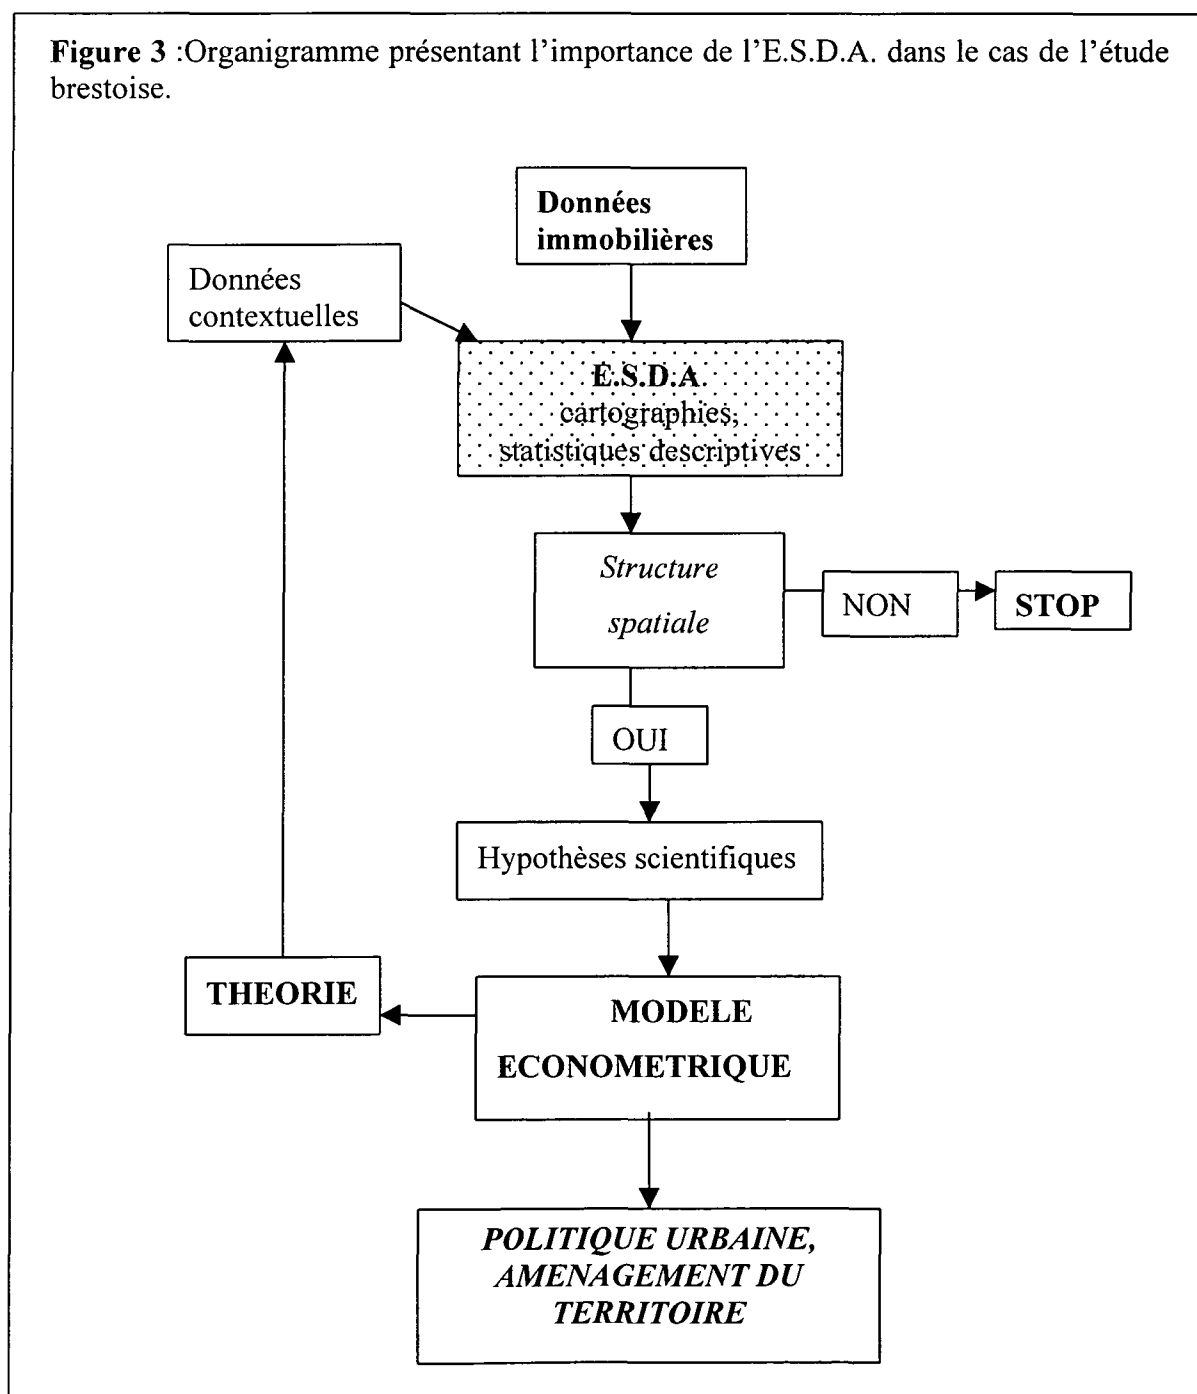 Figure 3 :Organigramme présentant l'importance de l'E.S.D.A. dans le cas de l'étude
brestoise.
Données
immobilières
Données
contextuelles
E.S.D.A.
cartographies,
statistiques descriptives
Structure
spatiale
NON
STOP
OUI
Hypothèses scientifiques
THEORIE
MODELE
ECONOMETRIQUE
POLITIQUE URBAINE,
AMENAGEMENT DU
TERRITOIRE